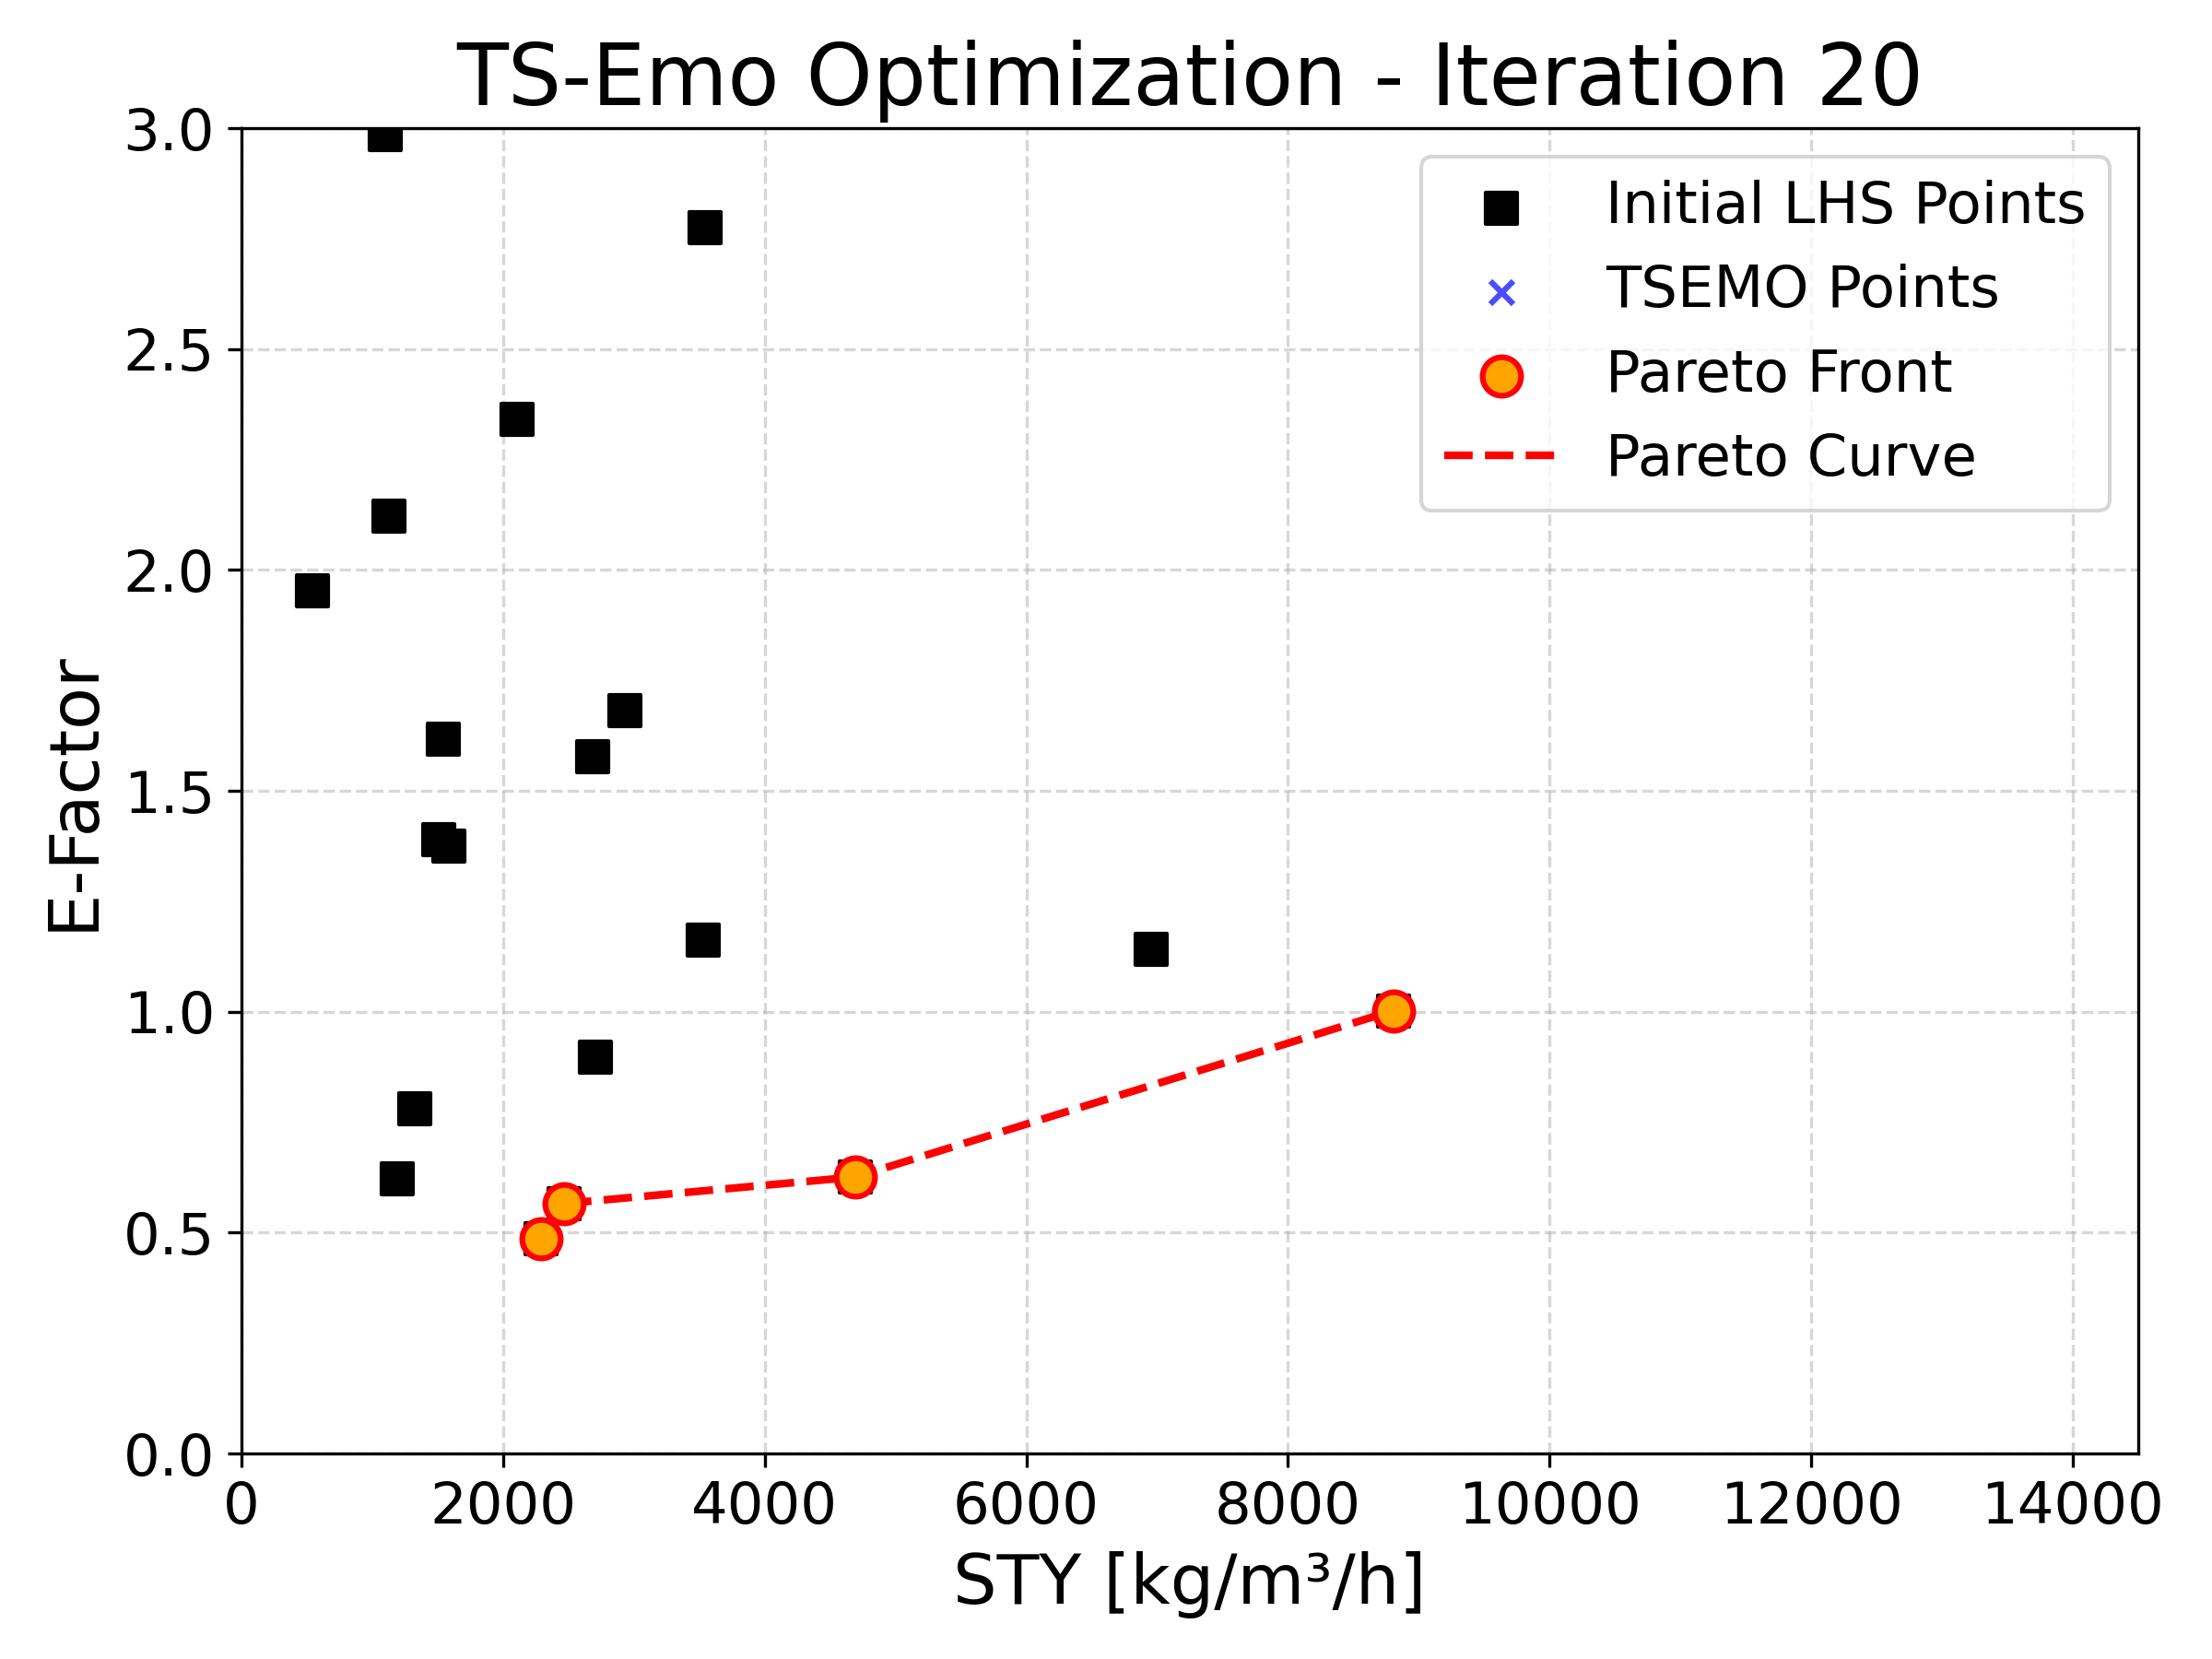 TS-Emo Optimization - Iteration 20
3.0
2.5
2.0
1.5
1.0
0.5
0.0
E-Factor
Initial LHS Points
TSEMO Points
Pareto Front
Pareto Curve
0 2000 4000 6000 8000 10000 12000 14000
STY [kg/m³/h]